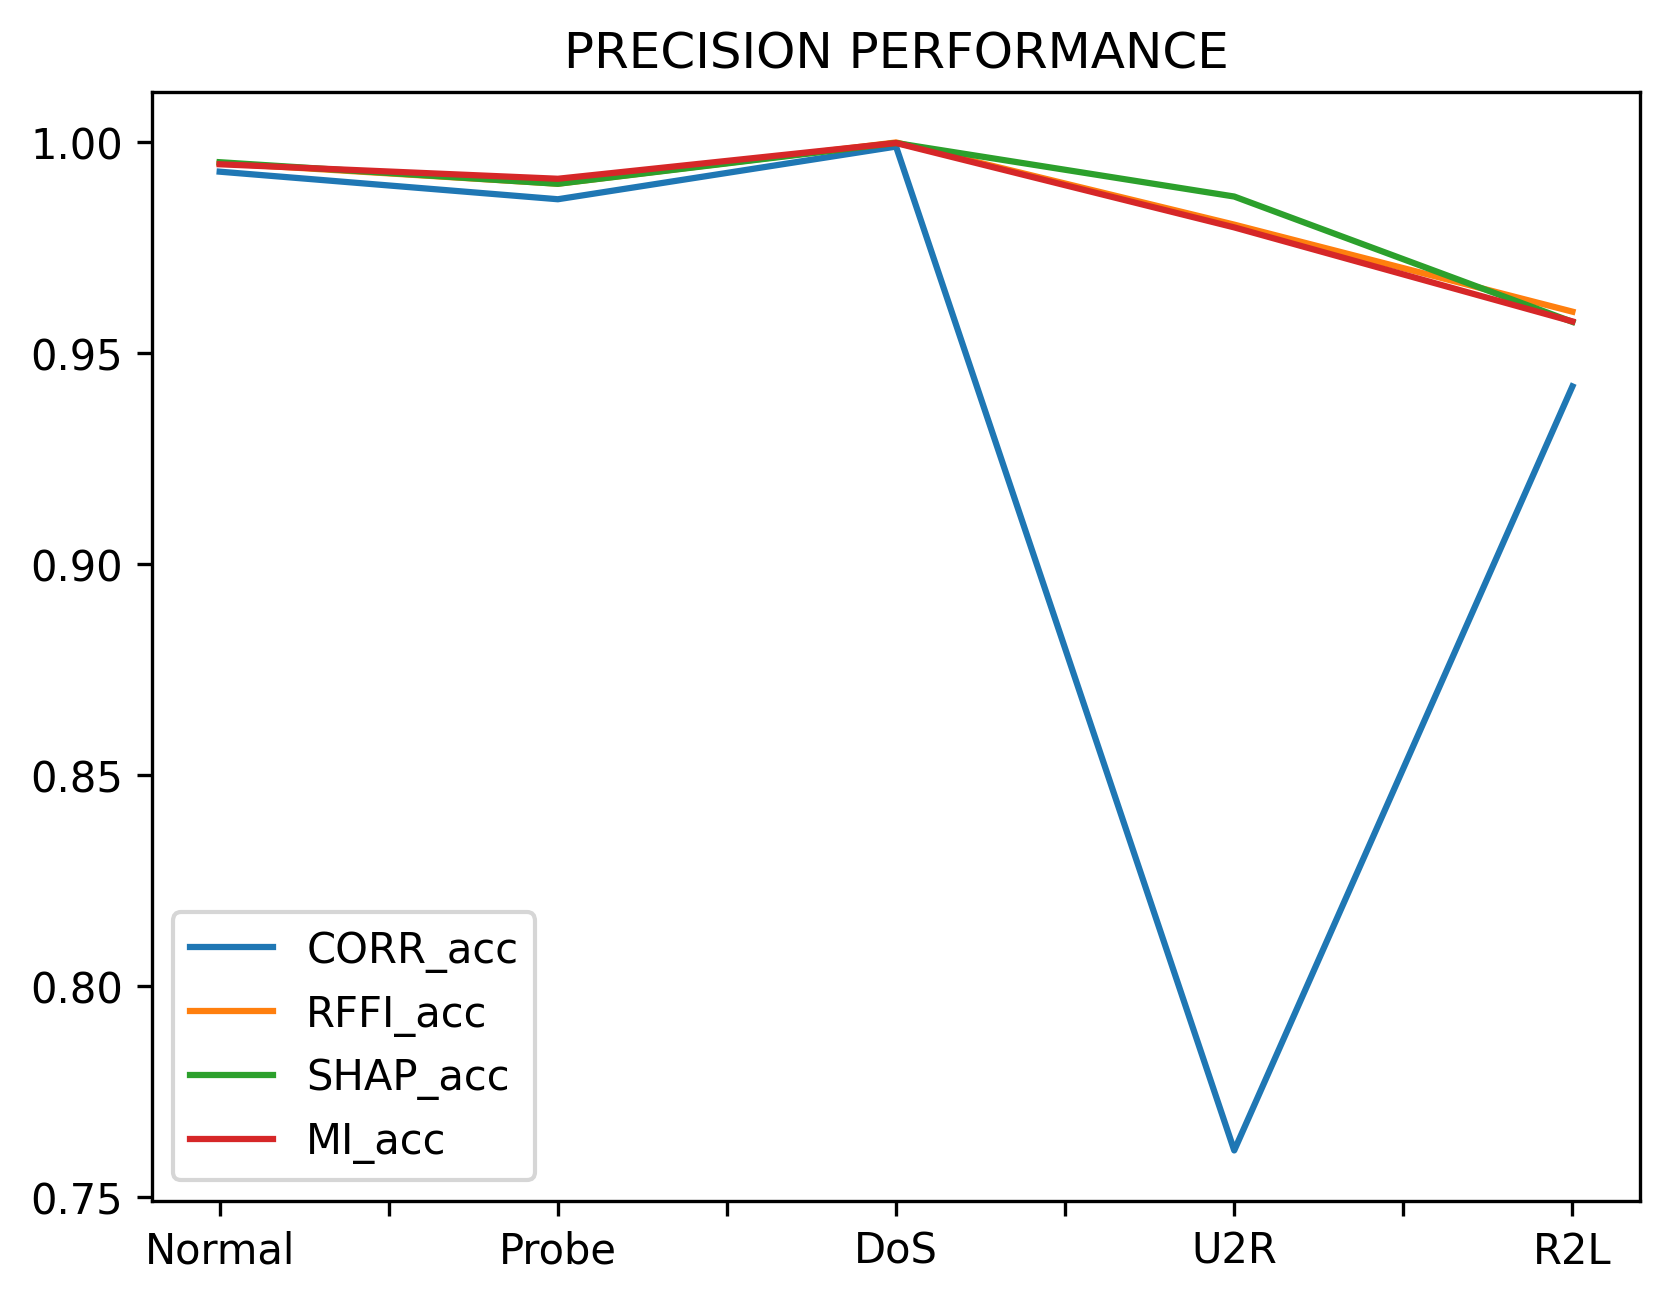 PRECISION PERFORMANCE
1.00
0.95
0.90
0.85
0.80
0.75
CORR_acc
RFFI_acc
SHAP_acc
MI_acc
Normal Probe DoS U2R R2L